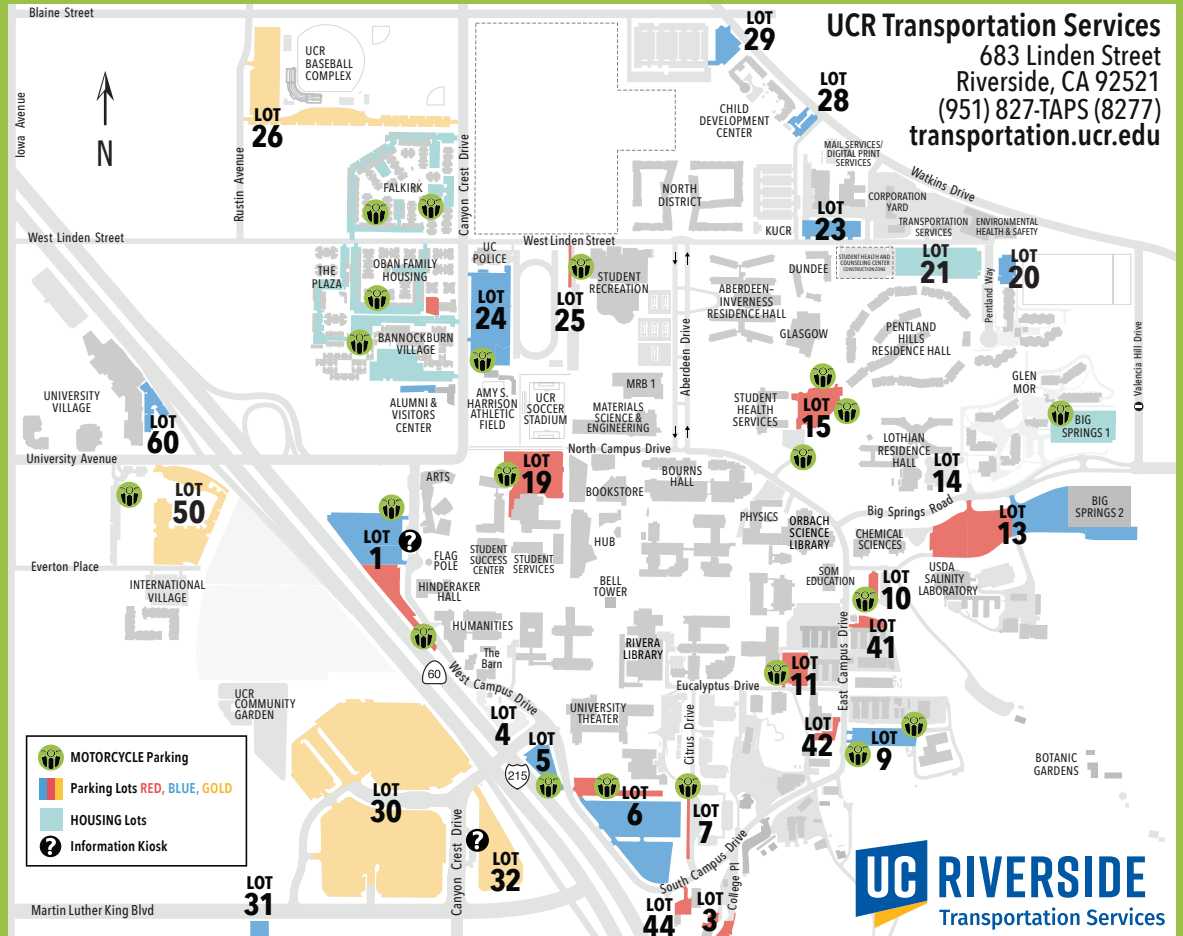 Blaine Street
UCR Transportation Services
683 Linden Street
Riverside, CA 92521
(951) 827-TAPS (8277)
transportation.ucr.edu
Iowa Avenue
N
UCR
BASEBALL
COMPLEX
LOT
26
Rustin Avenue
Canyon Crest Drive
LOT
29
LOT
28
CHILD
DEVELOPMENT
CENTER
MAIL SERVICES/
DIGITAL PRINT
SERVICES
Watkins Drive
FALKIRK
NORTH
DISTRICT
CORPORATION
YARD
KUCR
LOT
23
TRANSPORTATION
SERVICES
ENVIRONMENTAL
HEALTH & SAFETY
West Linden Street
West Linden Street
UC
POLICE
THE
PLAZA
OBAN FAMILY
HOUSING
LOT
24
LOT
25
STUDENT
RECREATION
ABERDEEN–
INVERNESS
RESIDENCE HALL
Aberdeen Drive
DUNDEE
STUDENT HEALTH AND
COUNSELING CENTER
CONSTRUCTION ZONE
LOT
21
LOT
20
Pentland Way
GLASGOW
PENTLAND
HILLS
RESIDENCE HALL
Valencia Hill Drive
BANNOCKBURN
VILLAGE
UNIVERSITY
VILLAGE
LOT
60
ALUMNI &
VISITORS
CENTER
AMY S.
HARRISON
ATHLETIC
FIELD
UCR
SOCCER
STADIUM
MRB 1
MATERIALS
SCIENCE &
ENGINEERING
STUDENT
HEALTH
SERVICES
LOT
15
GLEN
MOR
BIG
SPRINGS 1
LOTHIAN
RESIDENCE
HALL
LOT
14
University Avenue
North Campus Drive
LOT
50
ARTS
LOT
19
BOOKSTORE
BOURNS
HALL
Big Springs Road
BIG
SPRINGS 2
LOT
13
LOT
1
?
FLAG
POLE
STUDENT
SUCCESS
CENTER
STUDENT
SERVICES
HUB
PHYSICS
ORBACH
SCIENCE
LIBRARY
CHEMICAL
SCIENCES
Everton Place
INTERNATIONAL
VILLAGE
HINDERAKER
HALL
BELL
TOWER
SOM
EDUCATION
LOT
10
USDA
SALINITY
LABORATORY
HUMANITIES
The
Barn
RIVERA
LIBRARY
LOT
41
East Campus Drive
60
West Campus Drive
Eucalyptus Drive
LOT
11
UCR
COMMUNITY
GARDEN
LOT
4
UNIVERSITY
THEATER
Citrus Drive
LOT
42
LOT
9
BOTANIC
GARDENS
LOT
5
215
LOT
6
LOT
7
MOTORCYCLE Parking
Parking Lots RED, BLUE, GOLD
HOUSING Lots
? Information Kiosk
LOT
30
Canyon Crest Drive
?
LOT
32
South Campus Drive
College Pl
LOT
31
Martin Luther King Blvd
LOT
44
LOT
3
UC RIVERSIDE
Transportation Services